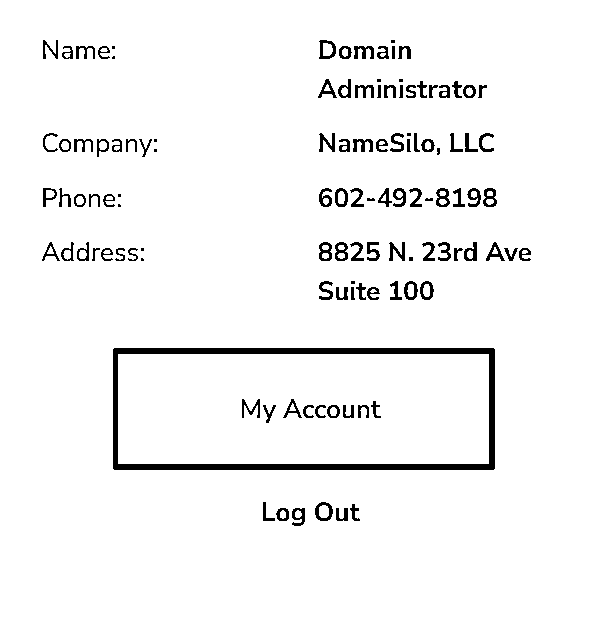 Name: Domain
Administrator
Company: NameSilo, LLC
Phone: 602-492-8198
Address: 8825 N. 23rd Ave
Suite 100
My Account
Log Out